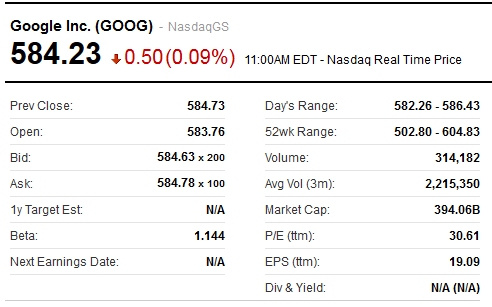 Google Inc. (GOOG) - NasdaqGS
584.23 0.50(0.09%) 11:00AM EDT - Nasdaq Real Time Price
Prev Close: 584.73
Open: 583.76
Bid: 584.63 x 200
Ask: 584.78 x 100
1y Target Est: N/A
Beta: 1.144
Next Earnings Date: N/A
Day's Range: 582.26 - 586.43
52wk Range: 502.80 - 604.83
Volume: 314,182
Avg Vol (3m): 2,215,350
Market Cap: 394.06B
P/E (ttm): 30.61
EPS (ttm): 19.09
Div & Yield: N/A (N/A)